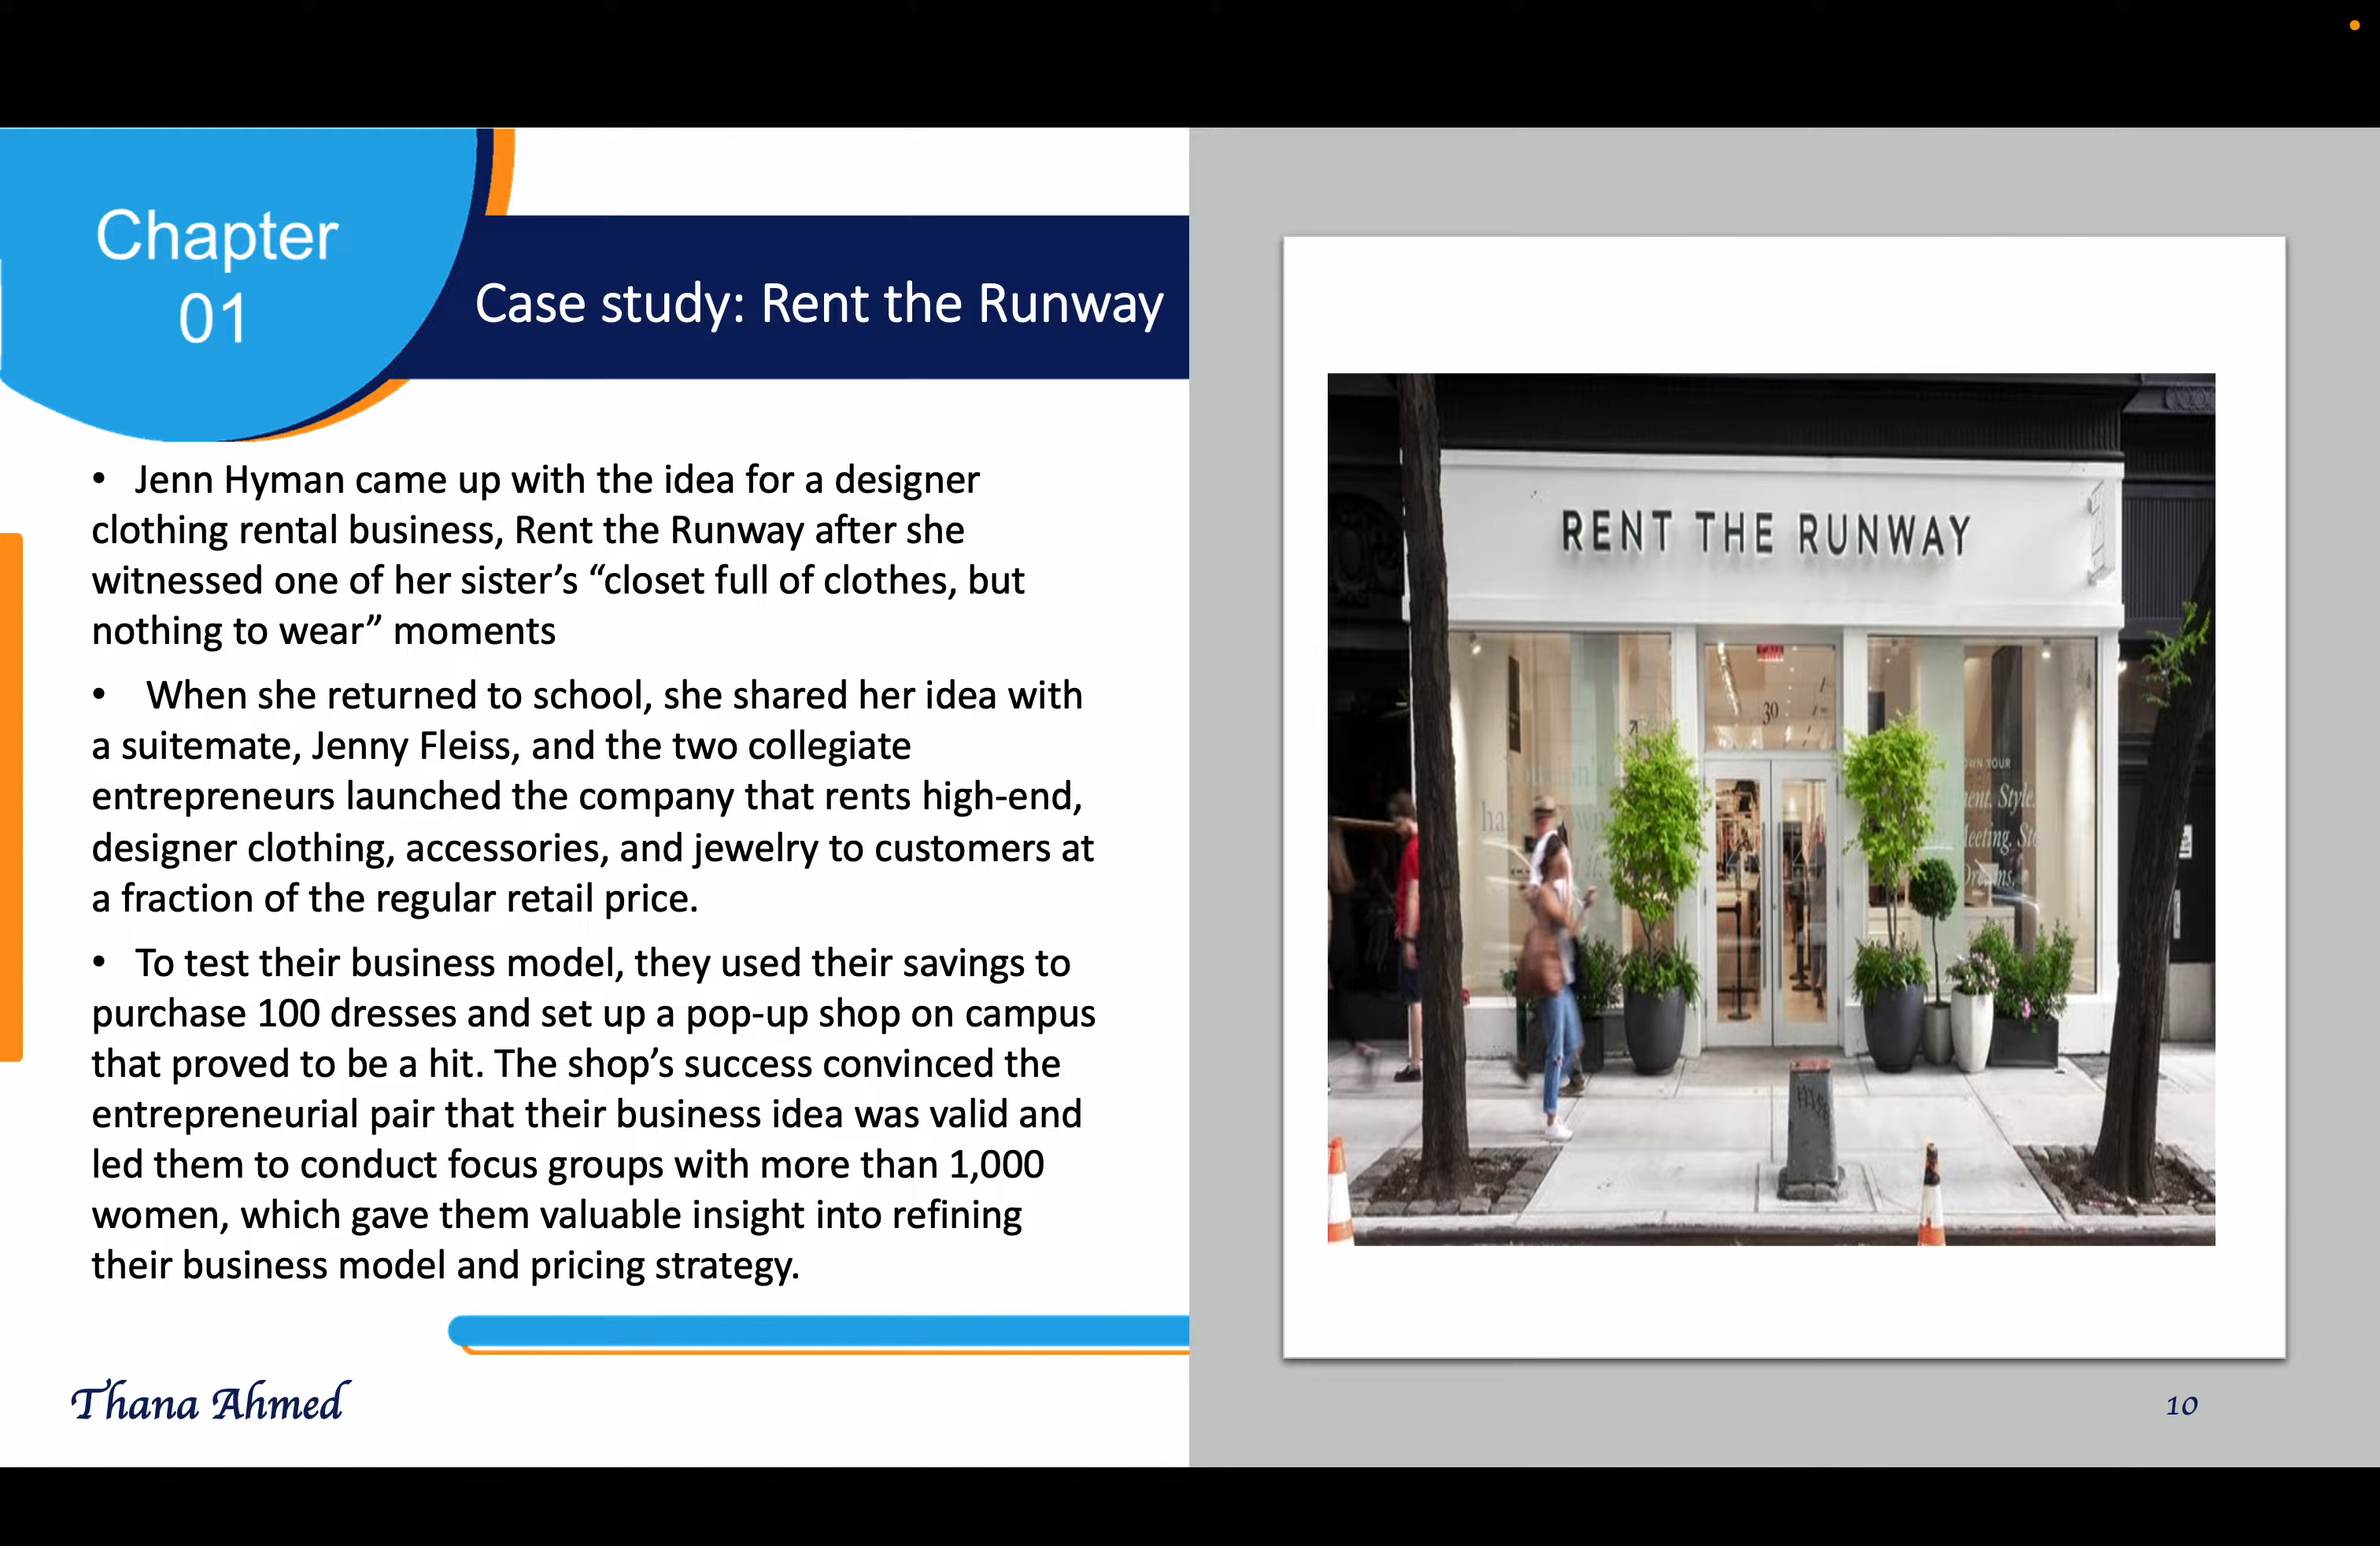 Chapter
01
Case study: Rent the Runway
• Jenn Hyman came up with the idea for a designer
clothing rental business, Rent the Runway after she
witnessed one of her sister’s “closet full of clothes, but
nothing to wear” moments
• When she returned to school, she shared her idea with
a suitemate, Jenny Fleiss, and the two collegiate
entrepreneurs launched the company that rents high-end,
designer clothing, accessories, and jewelry to customers at
a fraction of the regular retail price.
• To test their business model, they used their savings to
purchase 100 dresses and set up a pop-up shop on campus
that proved to be a hit. The shop’s success convinced the
entrepreneurial pair that their business idea was valid and
led them to conduct focus groups with more than 1,000
women, which gave them valuable insight into refining
their business model and pricing strategy.
Thana Ahmed
RENT THE RUNWAY
30
YOUR
Style.
10